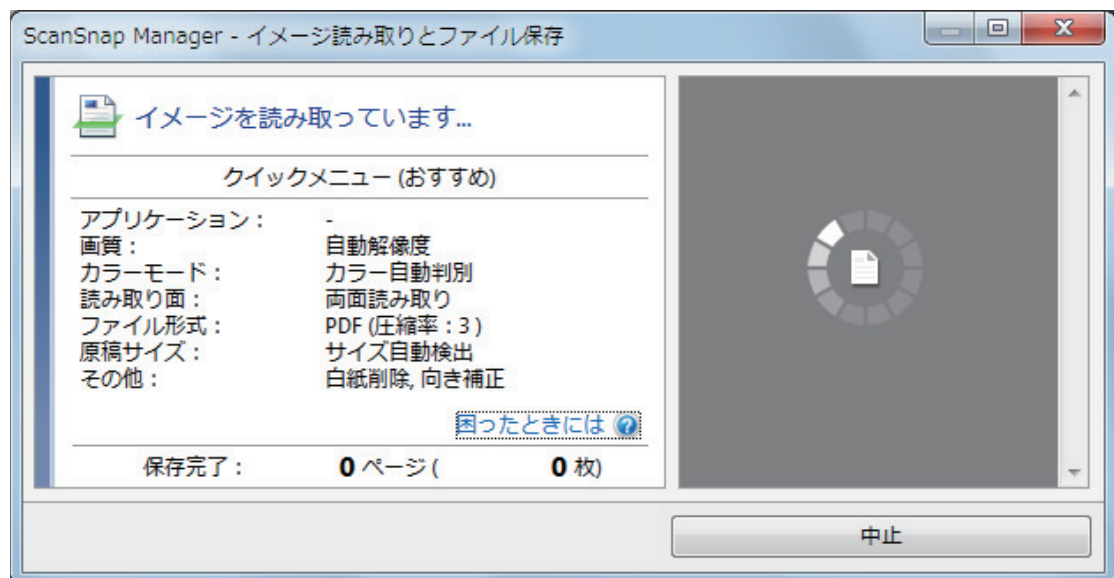 ScanSnap Manager - イメージ読み取りとファイル保存
イメージを読み取っています...
クイックメニュー (おすすめ)
アプリケーション： -
画質： 自動解像度
カラーモード： カラー自動判別
読み取り面： 両面読み取り
ファイル形式： PDF (圧縮率：3)
原稿サイズ： サイズ自動検出
その他： 白紙削除, 向き補正
困ったときには ?
保存完了： 0 ページ ( 0 枚)
中止